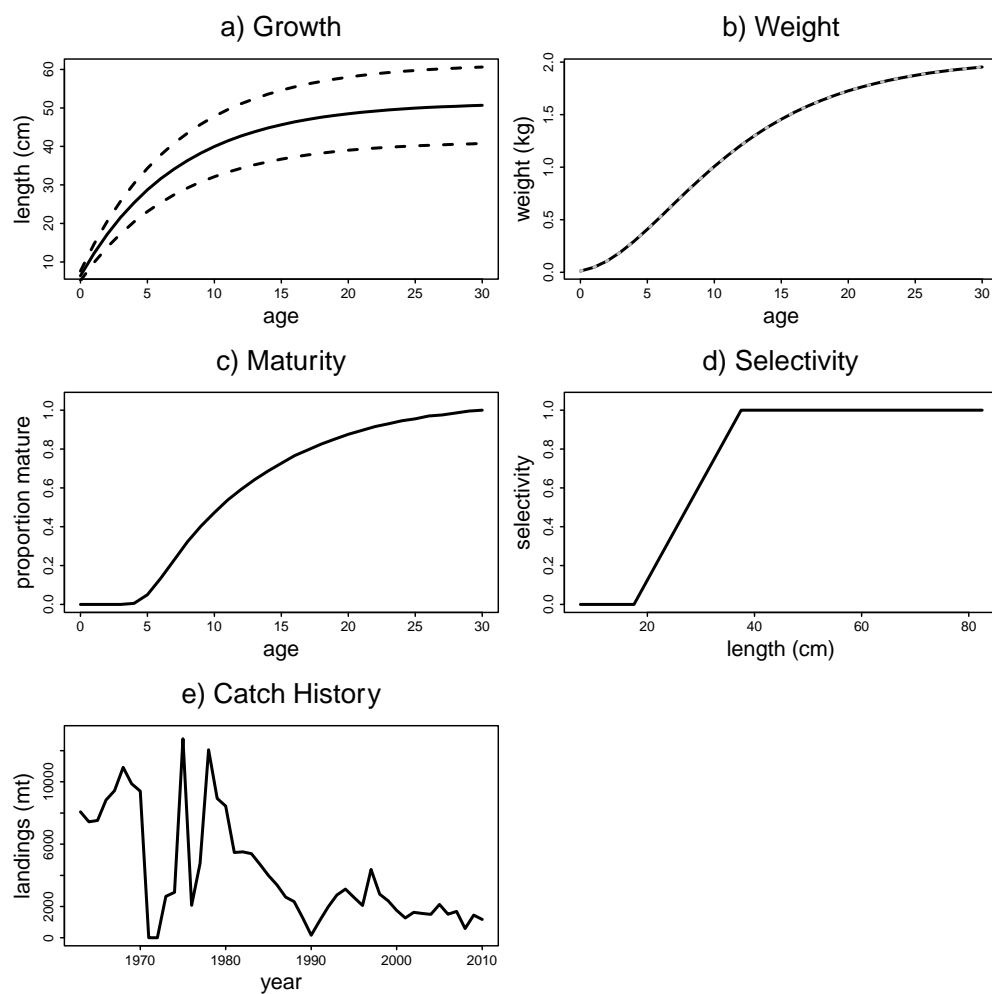 a) Growth
length (cm)
10 20 30 40 50 60
0 5 10 15 20 25 30
age
b) Weight
weight (kg)
0.0 0.5 1.0 1.5 2.0
0 5 10 15 20 25 30
age
c) Maturity
proportion mature
0.0 0.2 0.4 0.6 0.8 1.0
0 5 10 15 20 25 30
age
d) Selectivity
selectivity
0.0 0.2 0.4 0.6 0.8 1.0
20 40 60 80
length (cm)
e) Catch History
landings (mt)
0 2000 6000 10000
1970 1980 1990 2000 2010
year